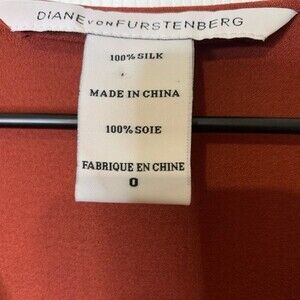 DIANE VON FURSTENBERG
100% SILK
MADE IN CHINA
100% SOIE
FABRIQUE EN CHINE
0